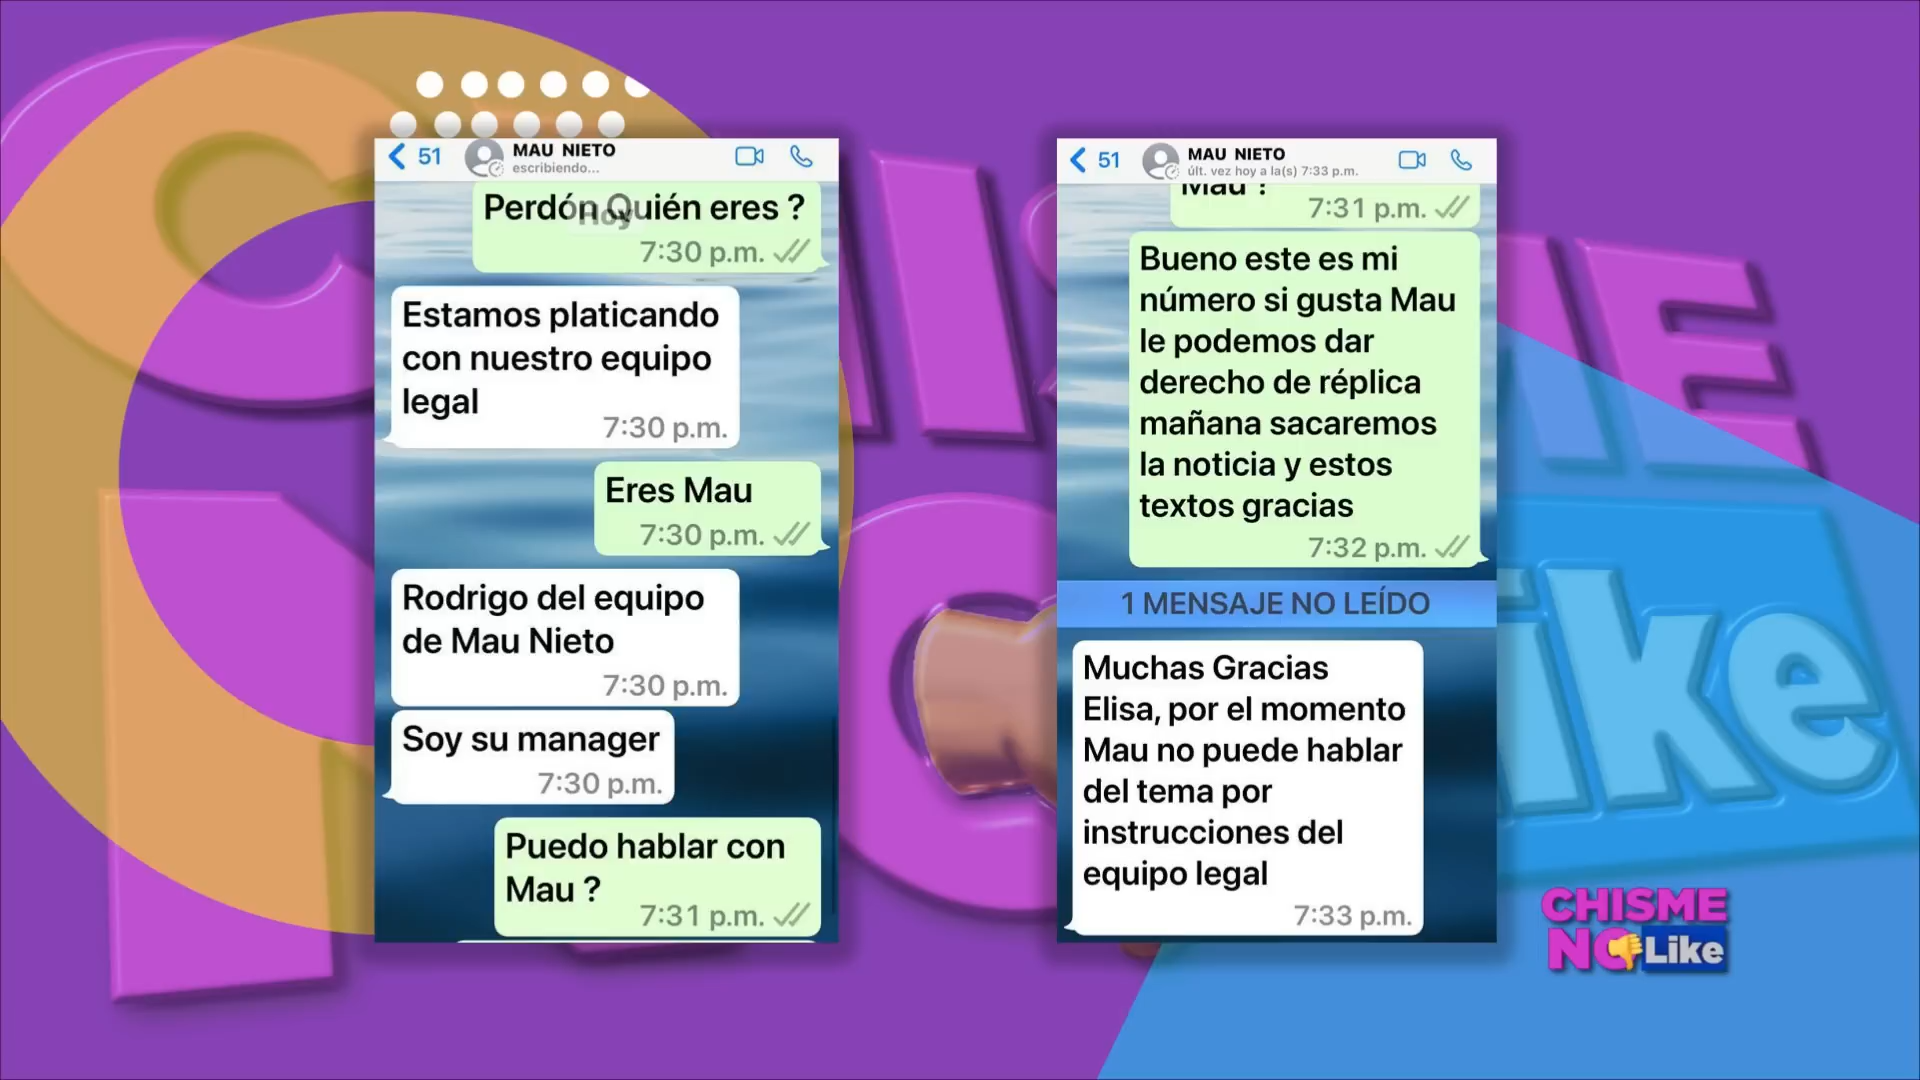 51
MAU NIETO
escribiendo...
Perdón Quién eres ?
Hoy
7:30 p.m.
Estamos platicando
con nuestro equipo
legal
7:30 p.m.
Eres Mau
7:30 p.m.
Rodrigo del equipo
de Mau Nieto
7:30 p.m.
Soy su manager
7:30 p.m.
Puedo hablar con
Mau ?
7:31 p.m.
51
MAU NIETO
últ. vez hoy a la(s) 7:33 p.m.
Mau ?
7:31 p.m.
Bueno este es mi
número si gusta Mau
le podemos dar
derecho de réplica
mañana sacaremos
la noticia y estos
textos gracias
7:32 p.m.
1 MENSAJE NO LEÍDO
Muchas Gracias
Elisa, por el momento
Mau no puede hablar
del tema por
instrucciones del
equipo legal
7:33 p.m.
CHISME
NO Like